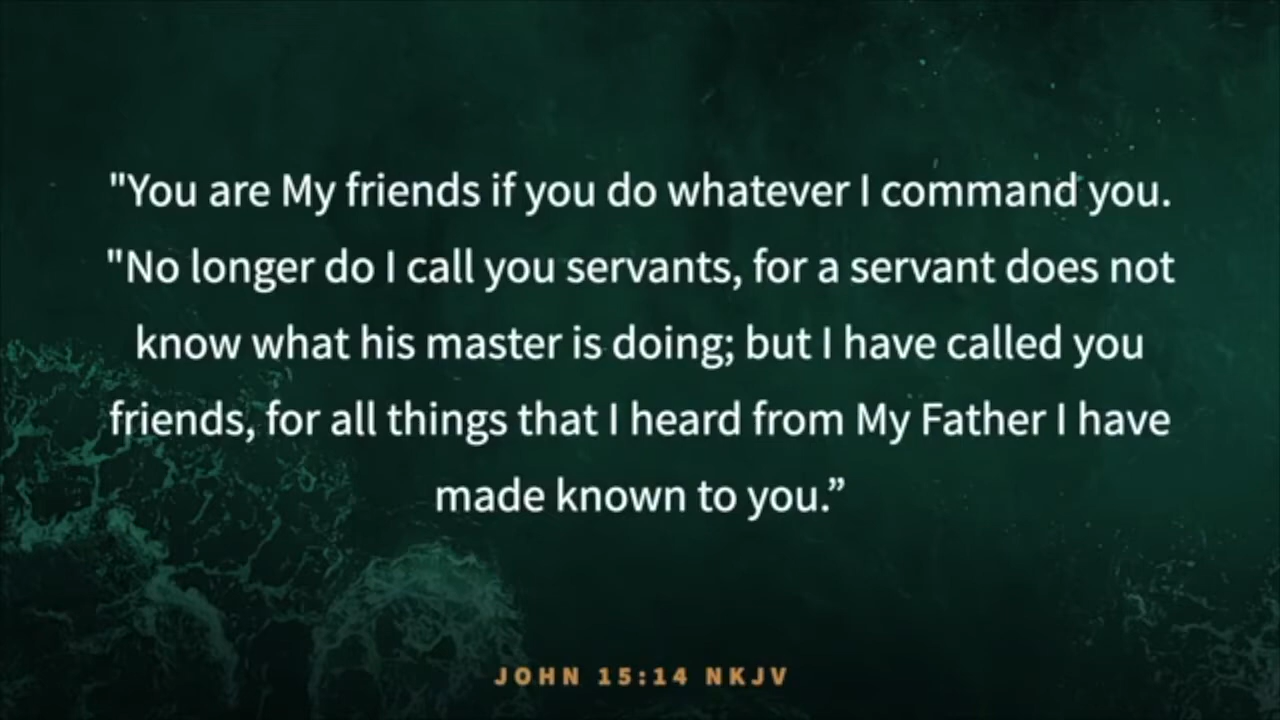 "You are My friends if you do whatever I command you.
"No longer do I call you servants, for a servant does not
know what his master is doing; but I have called you
friends, for all things that I heard from My Father I have
made known to you.”
JOHN 15:14 NKJV